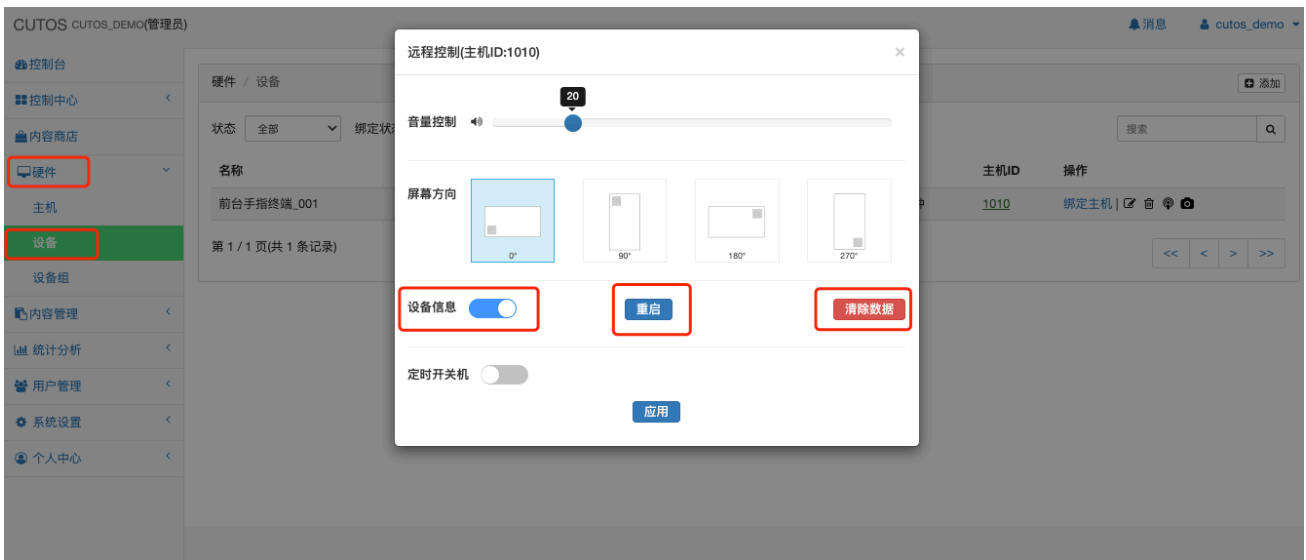 CUTOS CUTOS_DEMO(管理员)
消息
cutos_demo
控制台
控制中心
内容商店
硬件
主机
设备
设备组
内容管理
统计分析
用户管理
系统设置
个人中心
硬件 / 设备
添加
状态 全部 绑定状
搜索
名称 主机ID 操作
前台手指终端_001 1010 绑定主机 |
第 1 / 1 页(共 1 条记录)
<< < > >>
远程控制(主机ID:1010) ×
20
音量控制
屏幕方向
0° 90° 180° 270°
设备信息 重启 清除数据
定时开关机
应用